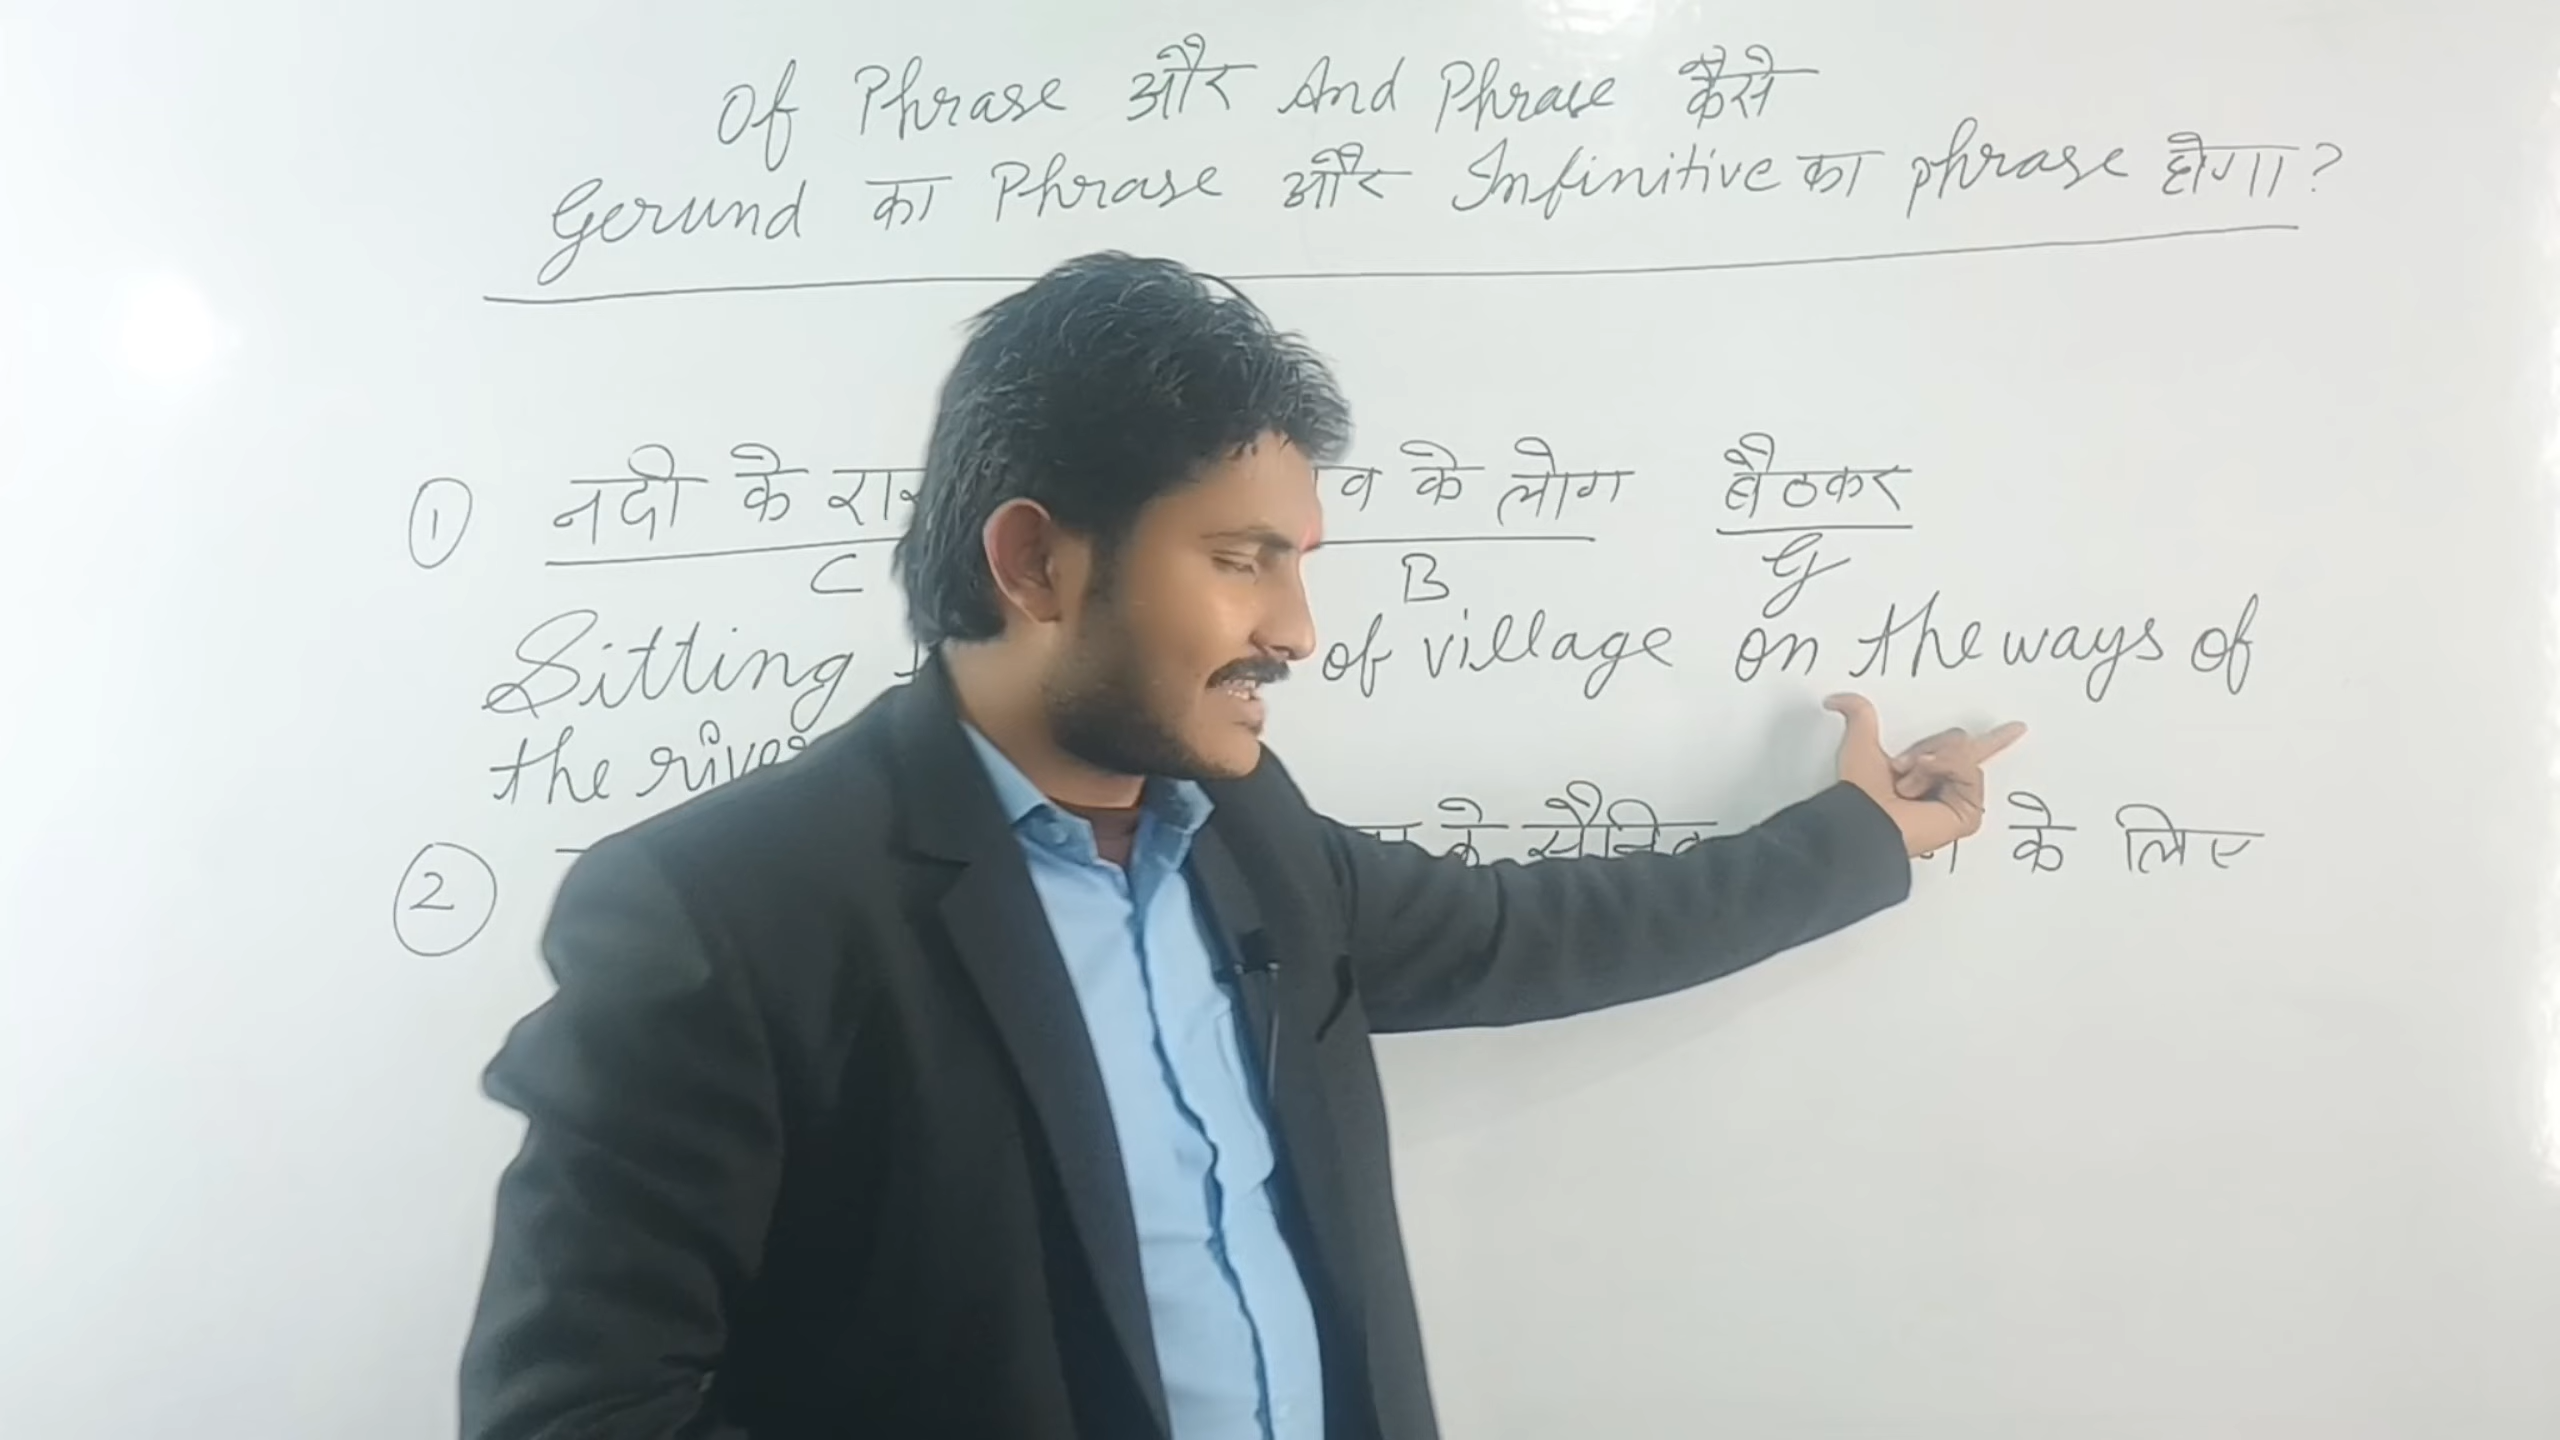 Of Phrase और And Phrase कैसे
Gerund का Phrase और Infinitive का phrase होगा?
① नदी के के लोग बैठकर
C B G
Sitting of village on the ways of
the river
② के सैनिक के लिए